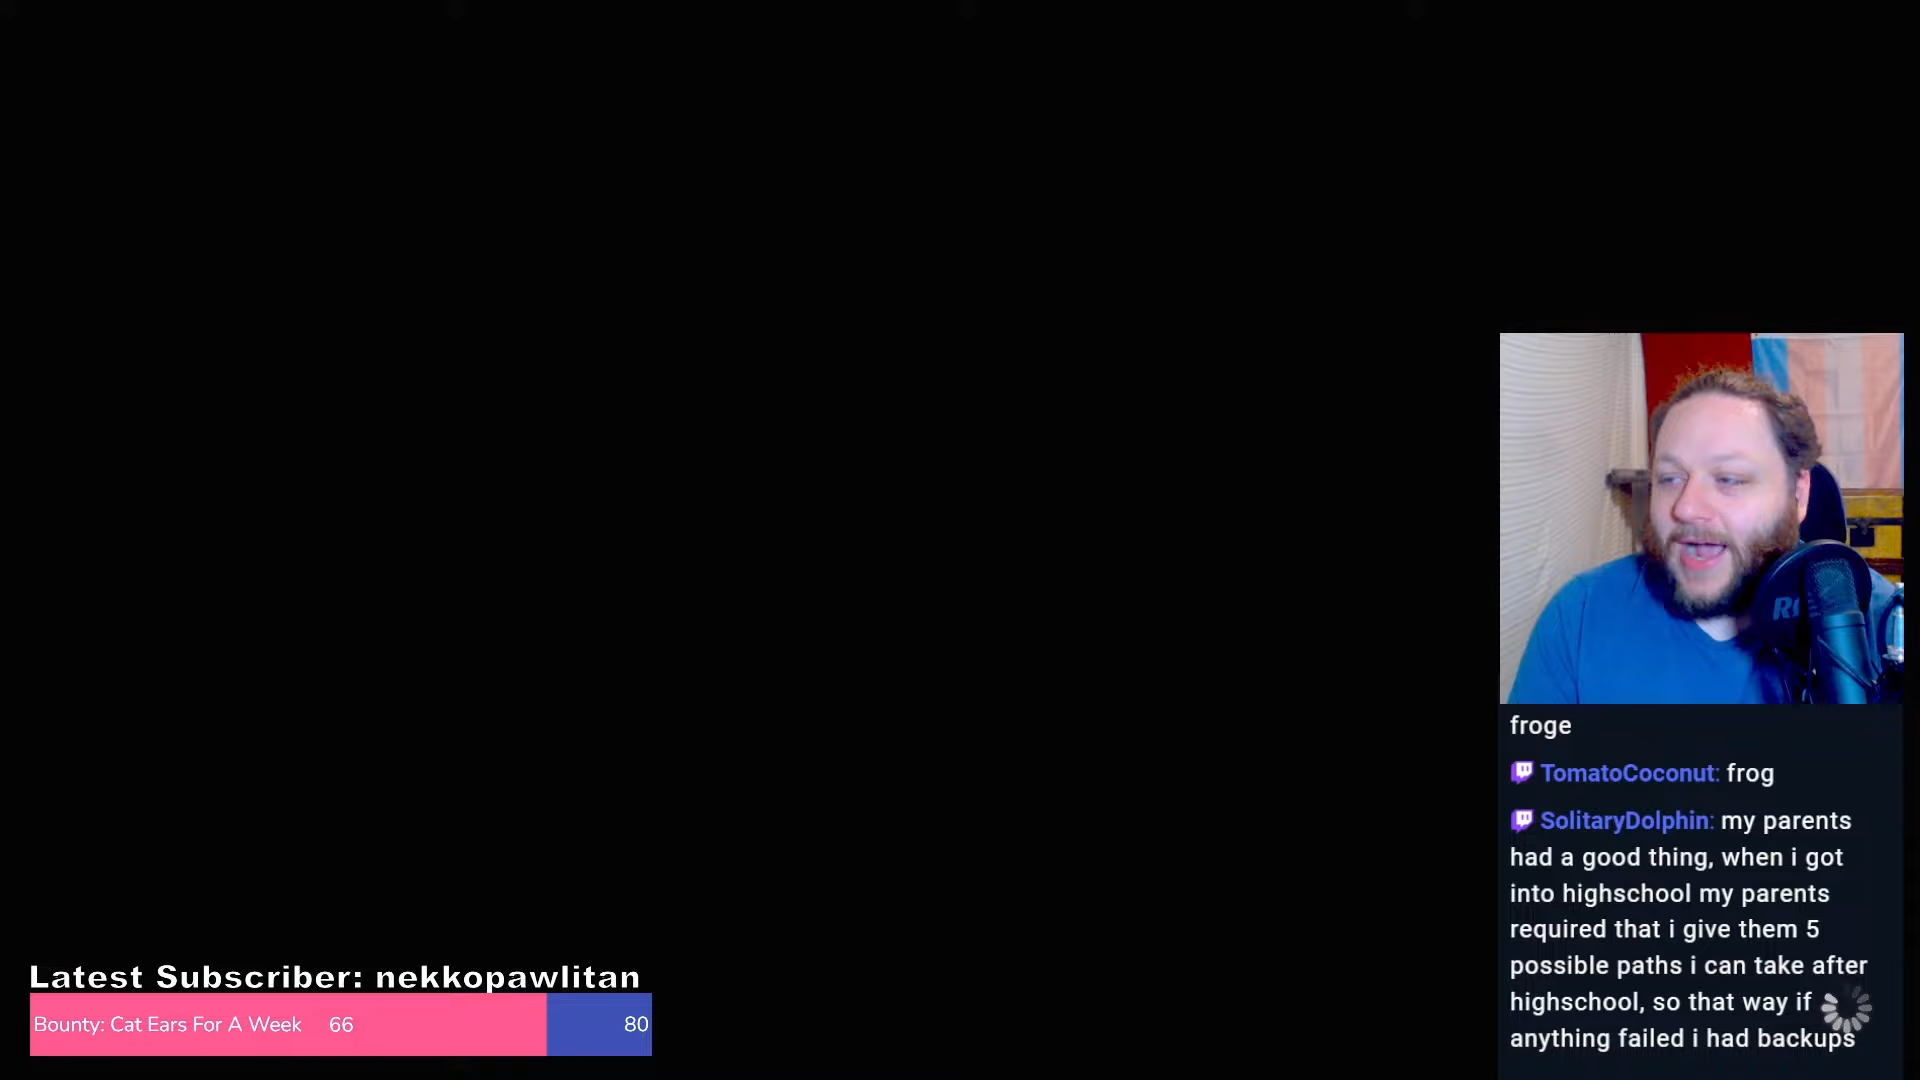 froge
TomatoCoconut: frog
SolitaryDolphin: my parents
had a good thing, when i got
into highschool my parents
required that i give them 5
possible paths i can take after
highschool, so that way if
anything failed i had backups
Latest Subscriber: nekkopawlitan
Bounty: Cat Ears For A Week 66 80